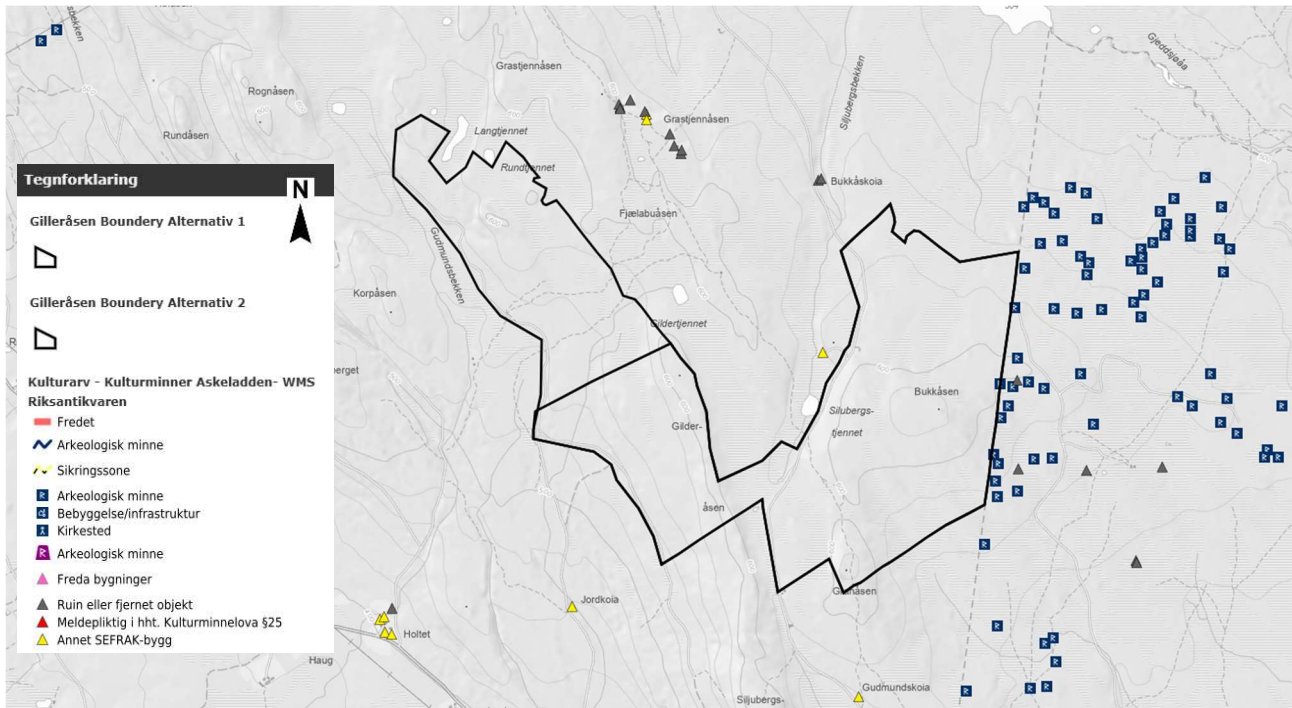 Gjeddsjøåa
Rognåsen
Rundåsen
Grastjennåsen
Grastjennåsen
Siljubergsbekken
Langtjennet
Rundtjennet
Bukkåskoia
Fjælabuåsen
600
Gudmundsbekken
Korpåsen
Gildertjennet
600
Bukkåsen
Silubergs-
tjennet
Gilder-
åsen
Jordkoia
Holtet
Haug
Gudmundskoia
Siljubergs-
Tegnforklaring
N
Gilleråsen Boundery Alternativ 1
Gilleråsen Boundery Alternativ 2
Kulturarv - Kulturminner Askeladden- WMS
Riksantikvaren
Fredet
Arkeologisk minne
Sikringssone
Arkeologisk minne
Bebyggelse/infrastruktur
Kirkested
Arkeologisk minne
Freda bygninger
Ruin eller fjernet objekt
Meldepliktig i hht. Kulturminnelova §25
Annet SEFRAK-bygg